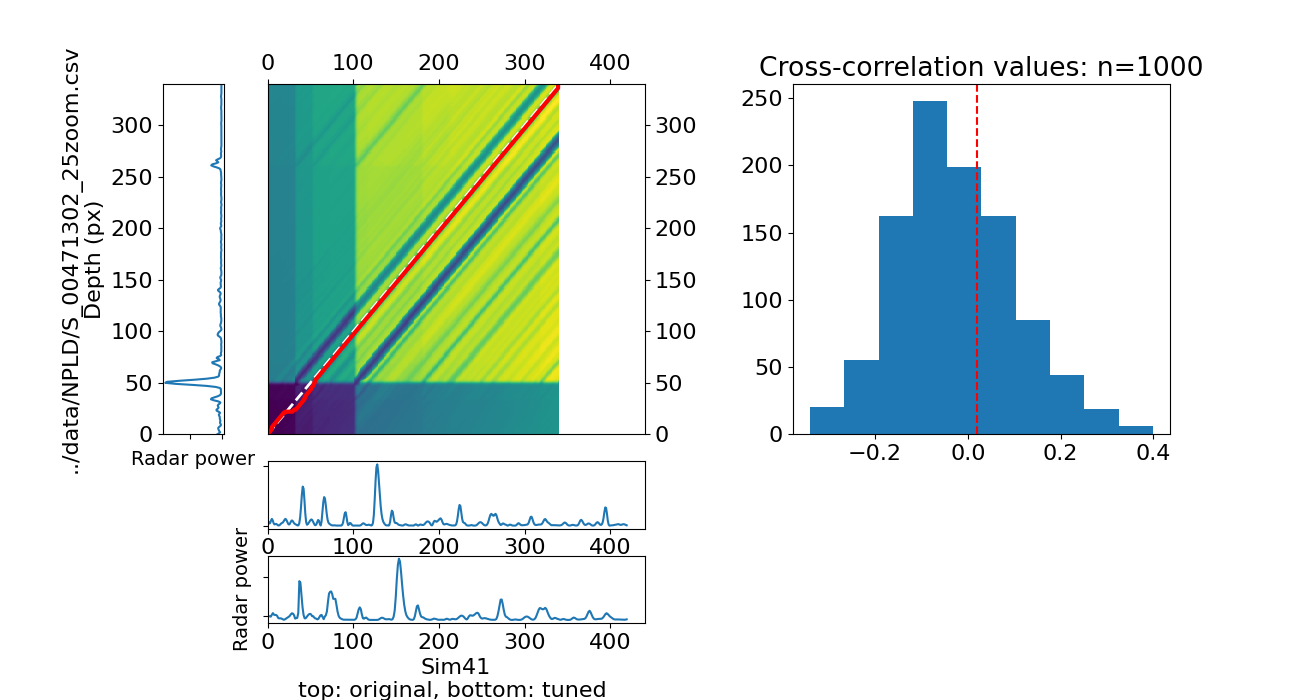 ../data/NPLD/S_00471302_25zoom.csv
Depth (px)
0 100 200 300 400
300
250
200
150
100
50
0
300
250
200
150
100
50
0
Radar power
0 100 200 300 400
Radar power
0 100 200 300 400
Sim41
top: original, bottom: tuned
Cross-correlation values: n=1000
250
200
150
100
50
0
−0.2 0.0 0.2 0.4